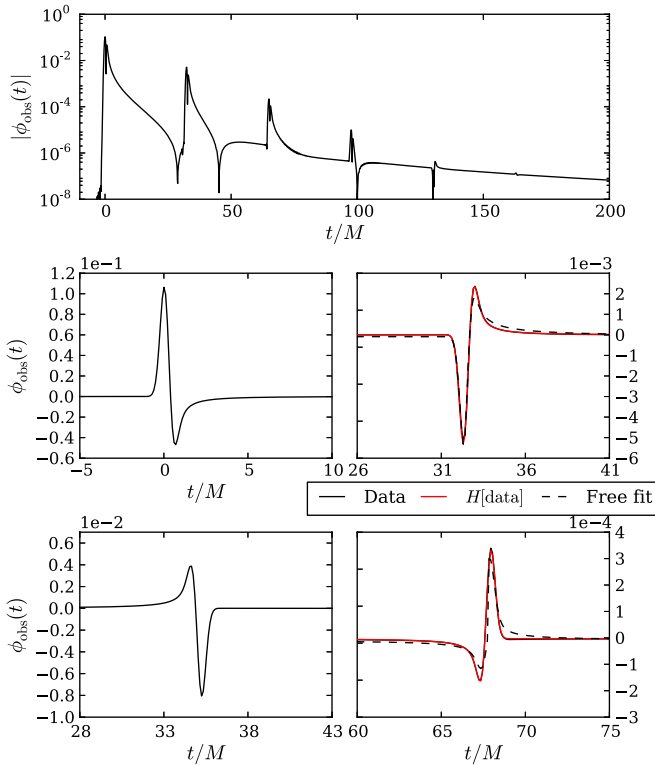 10⁰
10⁻²
10⁻⁴
10⁻⁶
10⁻⁸
|ϕ_obs(t)|
0 50 100 150 200
t/M
1e−1 1e−3
1.2
1.0
0.8
0.6
0.4
0.2
0.0
−0.2
−0.4
−0.6
ϕ_obs(t)
2
1
0
−1
−2
−3
−4
−5
−6
−5 0 5 10
t/M
26 31 36 41
Data H[data] Free fit
1e−2 1e−4
0.6
0.4
0.2
0.0
−0.2
−0.4
−0.6
−0.8
−1.0
ϕ_obs(t)
4
3
2
1
0
−1
−2
−3
28 33 38 43
t/M
60 65 70 75
t/M